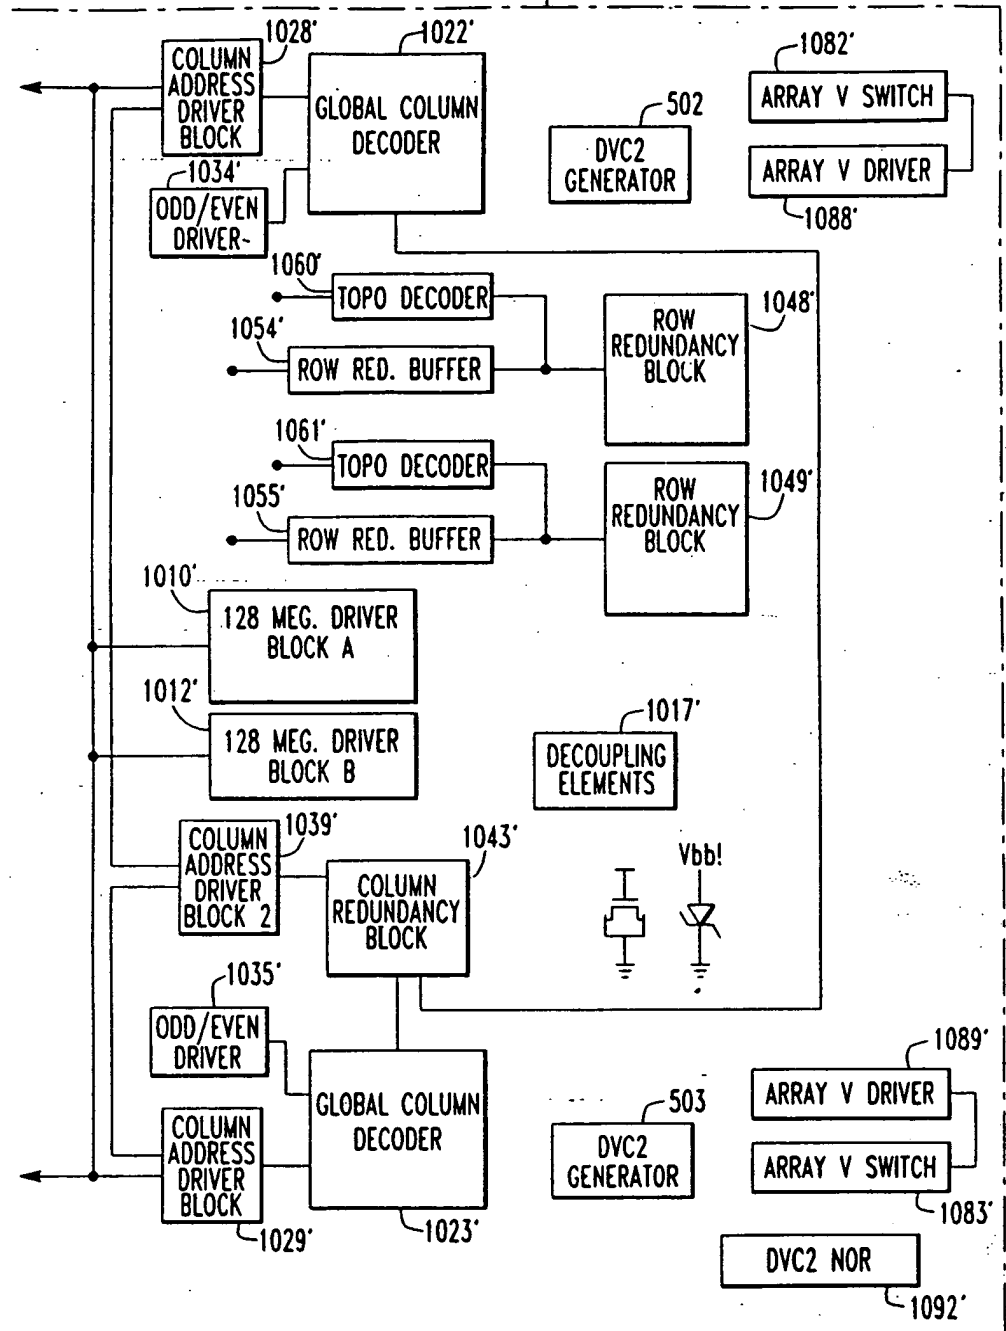 1028'
COLUMN
ADDRESS
DRIVER
BLOCK
1022'
GLOBAL COLUMN
DECODER
1034'
ODD/EVEN
DRIVER
502
DVC2
GENERATOR
1082'
ARRAY V SWITCH
ARRAY V DRIVER
1088'
1060'
TOPO DECODER
1054'
ROW RED. BUFFER
1048'
ROW
REDUNDANCY
BLOCK
1061'
TOPO DECODER
1055'
ROW RED. BUFFER
1049'
ROW
REDUNDANCY
BLOCK
1010'
128 MEG. DRIVER
BLOCK A
1012'
128 MEG. DRIVER
BLOCK B
1017'
DECOUPLING
ELEMENTS
1039'
COLUMN
ADDRESS
DRIVER
BLOCK 2
1043'
COLUMN
REDUNDANCY
BLOCK
Vbb!
1035'
ODD/EVEN
DRIVER
GLOBAL COLUMN
DECODER
1023'
COLUMN
ADDRESS
DRIVER
BLOCK
1029'
503
DVC2
GENERATOR
1089'
ARRAY V DRIVER
ARRAY V SWITCH
1083'
DVC2 NOR
1092'